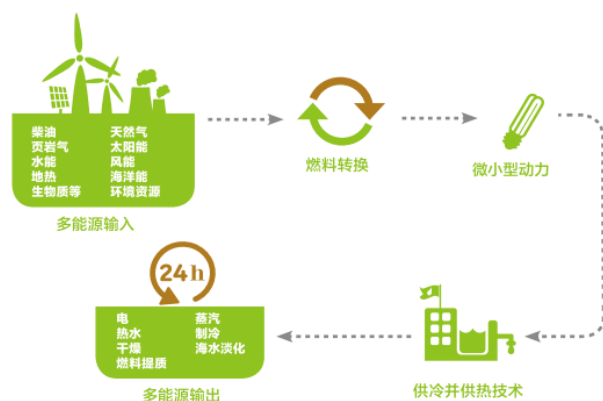 柴油 天然气
页岩气 太阳能
水能 风能
地热 海洋能
生物质等 环境资源
多能源输入
燃料转换
微小型动力
供冷并供热技术
24h
电 蒸汽
热水 制冷
干燥 海水淡化
燃料提质
多能源输出